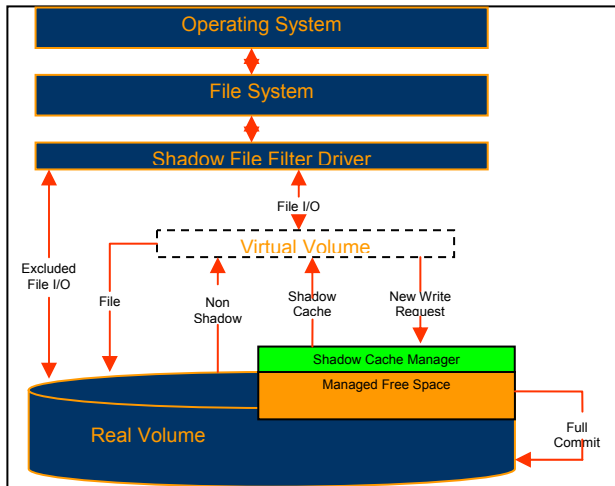 Operating System
File System
Shadow File Filter Driver
File I/O
Virtual Volume
Excluded
File I/O
File
Non
Shadow
Shadow
Cache
New Write
Request
Shadow Cache Manager
Managed Free Space
Real Volume
Full
Commit